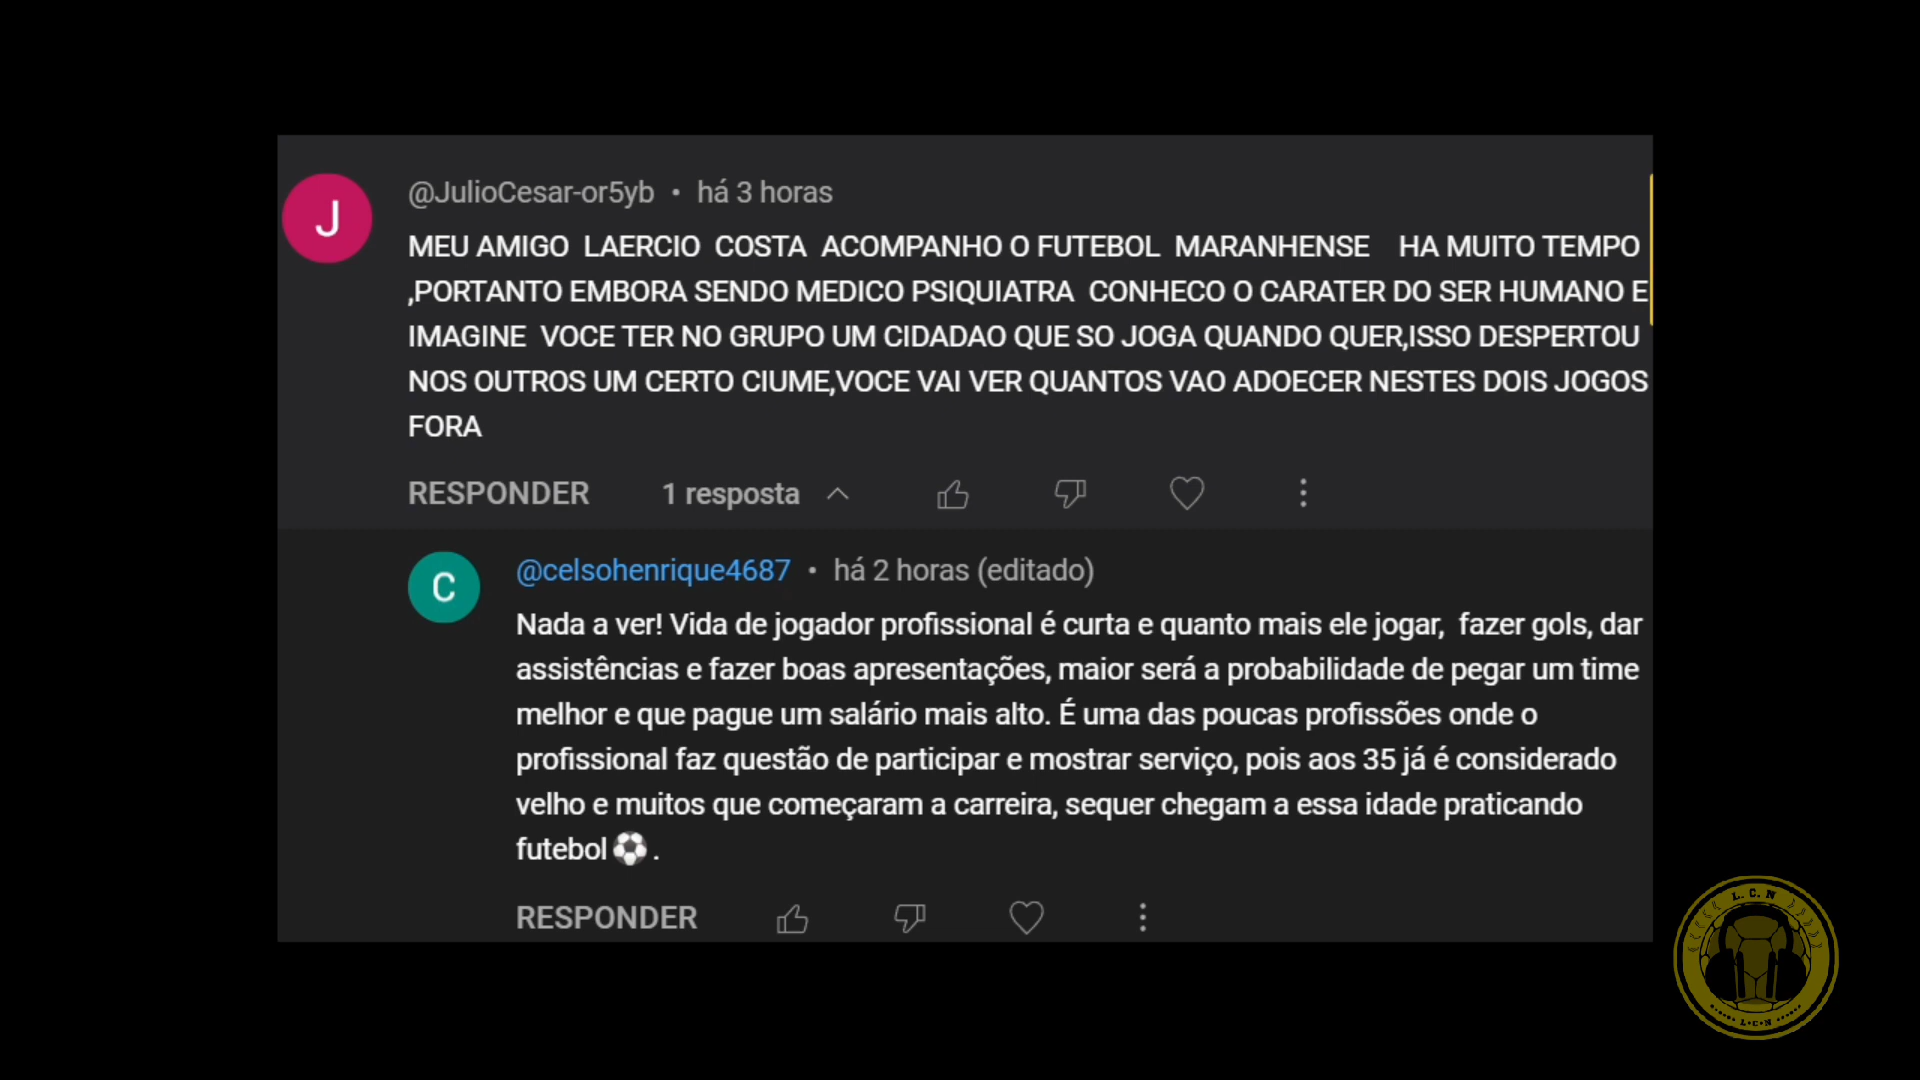 J
@JulioCesar-or5yb • há 3 horas
MEU AMIGO LAERCIO COSTA ACOMPANHO O FUTEBOL MARANHENSE HA MUITO TEMPO
,PORTANTO EMBORA SENDO MEDICO PSIQUIATRA CONHECO O CARATER DO SER HUMANO E
IMAGINE VOCE TER NO GRUPO UM CIDADAO QUE SO JOGA QUANDO QUER,ISSO DESPERTOU
NOS OUTROS UM CERTO CIUME,VOCE VAI VER QUANTOS VAO ADOECER NESTES DOIS JOGOS
FORA
RESPONDER 1 resposta
C
@celsohenrique4687 • há 2 horas (editado)
Nada a ver! Vida de jogador profissional é curta e quanto mais ele jogar, fazer gols, dar
assistências e fazer boas apresentações, maior será a probabilidade de pegar um time
melhor e que pague um salário mais alto. É uma das poucas profissões onde o
profissional faz questão de participar e mostrar serviço, pois aos 35 já é considerado
velho e muitos que começaram a carreira, sequer chegam a essa idade praticando
futebol ⚽ .
RESPONDER
L. C. N
L•C•N